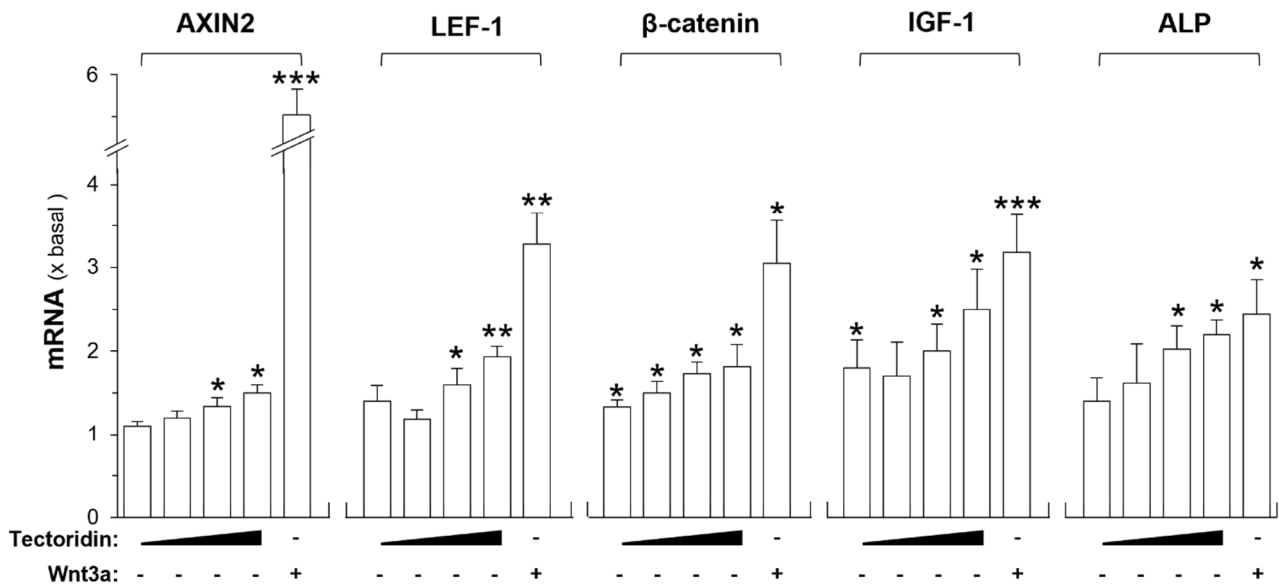 AXIN2 LEF-1 β-catenin IGF-1 ALP
6
***
** * ***
4
*
3
*
* ** *
* *
2
* * *
* * *
* *
1
0
mRNA (x basal )
Tectoridin: - - - - -
Wnt3a: - - - - + - - - - + - - - - + - - - - + - - - - +